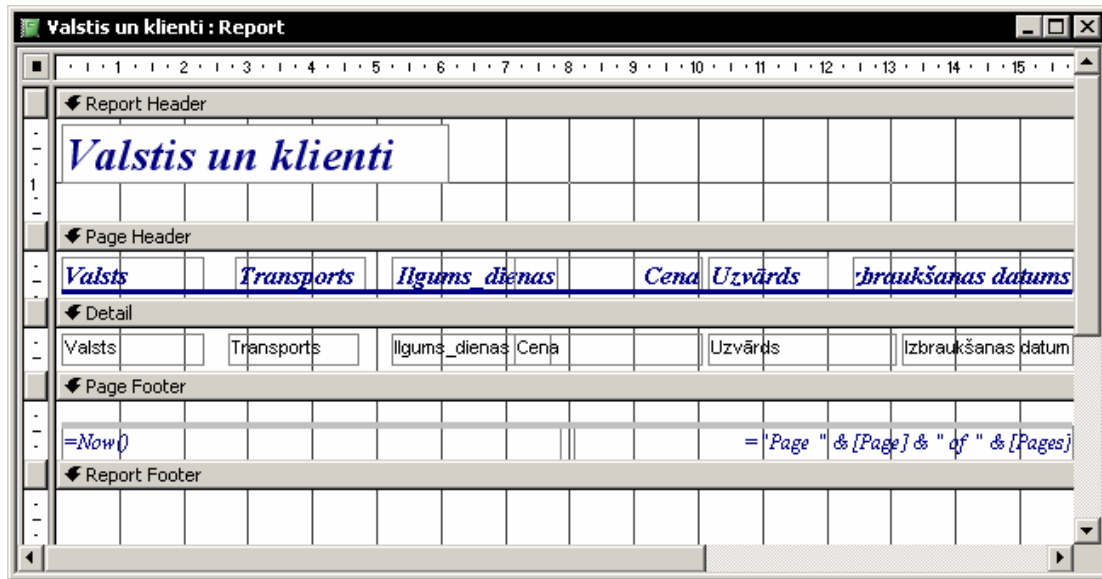 Valstis un klienti : Report
1 2 3 4 5 6 7 8 9 10 11 12 13 14 15
Report Header
Valstis un klienti
1
Page Header
Valsts Transports Ilgums_dienas Cena Uzvārds zbraukšanas datums
Detail
Valsts Transports Ilgums_dienas Cena Uzvārds Izbraukšanas datum
Page Footer
=Now() ="Page " & [Page] & " of " & [Pages]
Report Footer